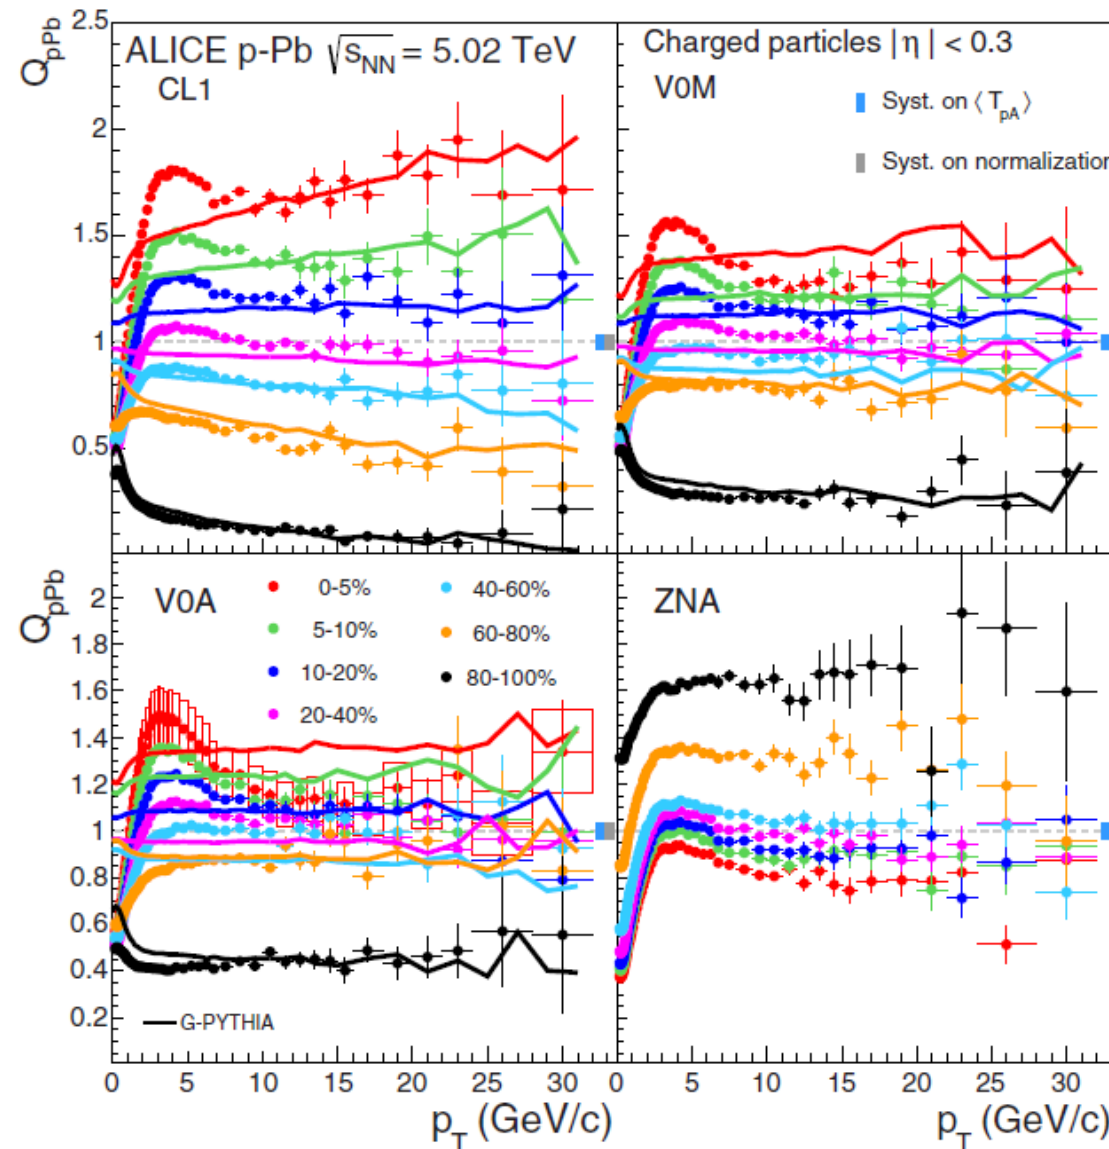 Q_pPb
2.5
2
1.5
1
0.5
ALICE p-Pb √s_NN = 5.02 TeV
CL1
Charged particles | η | < 0.3
V0M
Syst. on ⟨ T_pA ⟩
Syst. on normalization
Q_pPb
2
1.8
1.6
1.4
1.2
1
0.8
0.6
0.4
0.2
V0A
0-5%
5-10%
10-20%
20-40%
40-60%
60-80%
80-100%
G-PYTHIA
ZNA
0 5 10 15 20 25 30
p_T (GeV/c)
0 5 10 15 20 25 30
p_T (GeV/c)